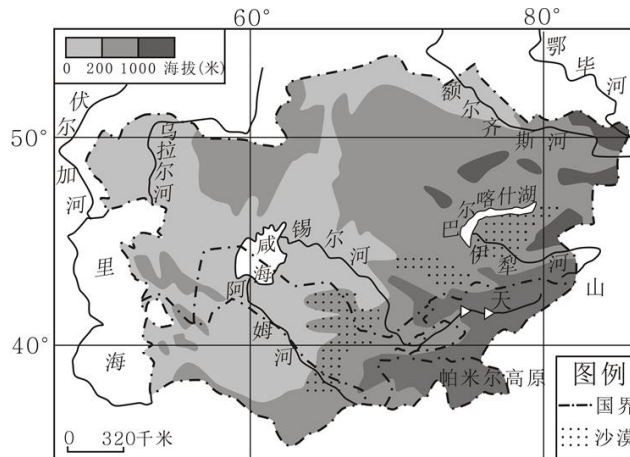 60° 80°
0 200 1000 海拔(米)
鄂毕河
额尔齐斯河
伏尔加河
50°
乌拉尔河
巴尔喀什湖
锡尔河
咸海
伊犁河
里海
阿姆河
天山
40°
帕米尔高原
图例
国界
沙漠
0 320千米